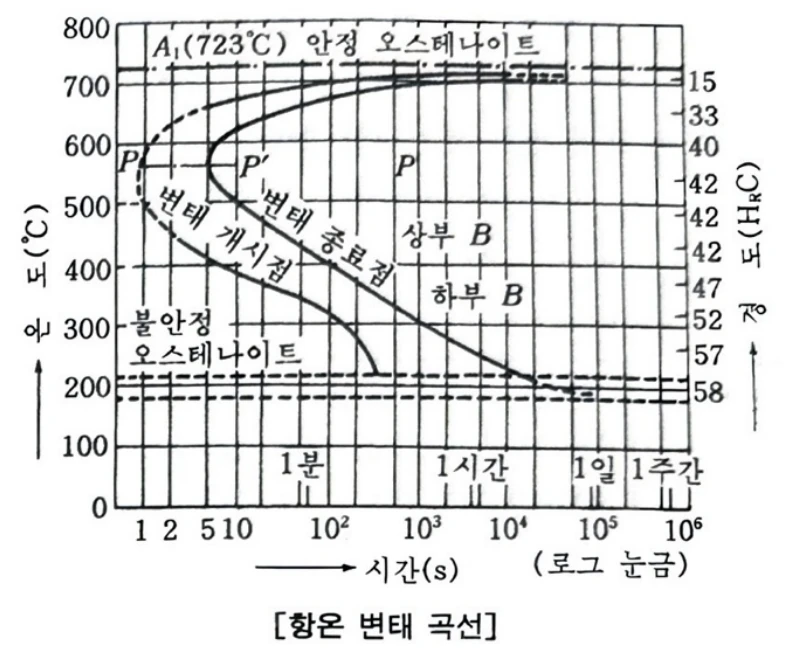 800
A₁(723℃) 안정 오스테나이트
700
15
33
600
40
P
P′
P
42
500
42
변태 개시점
변태 종료점
상부 B
42
400
하부 B
47
불안정
오스테나이트
300
52
57
200
58
100
1분
1시간
1일
1주간
0
1 2 5 10 10² 10³ 10⁴ 10⁵ 10⁶
시간(s)
(로그 눈금)
온 도(℃)
경 도(HRC)
[항온 변태 곡선]